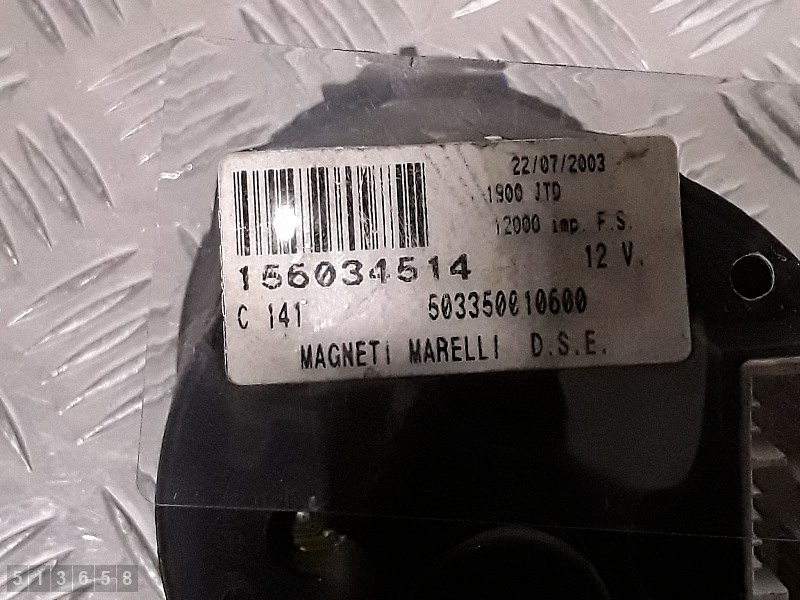 22/07/2003
1900 JTD
12000 imp. F.S.
12 V.
156034514
C 141 503350010600
MAGNETi MARELLI D.S.E.
513658